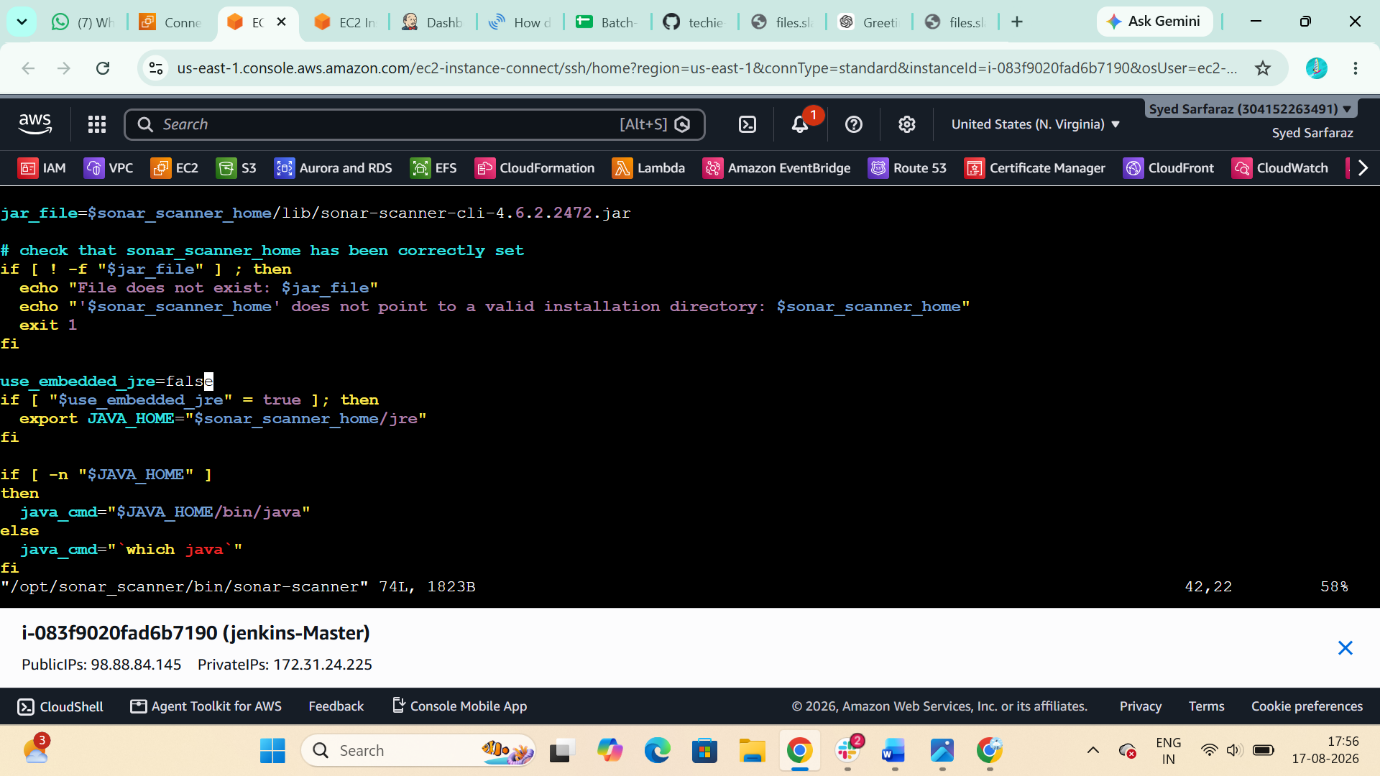 (7) Wh
Conne
EC
EC2 In
Dashb
How d
Batch-
techie
files.sl
Greeti
files.sl
Ask Gemini
us-east-1.console.aws.amazon.com/ec2-instance-connect/ssh/home?region=us-east-1&connType=standard&instanceId=i-083f9020fad6b7190&osUser=ec2-...
aws
Search
[Alt+S]
1
United States (N. Virginia)
Syed Sarfaraz (304152263491)
Syed Sarfaraz
IAM
VPC
EC2
S3
Aurora and RDS
EFS
CloudFormation
Lambda
Amazon EventBridge
Route 53
Certificate Manager
CloudFront
CloudWatch
jar_file=$sonar_scanner_home/lib/sonar-scanner-cli-4.6.2.2472.jar
# check that sonar_scanner_home has been correctly set
if [ ! -f "$jar_file" ] ; then
  echo "File does not exist: $jar_file"
  echo "'$sonar_scanner_home' does not point to a valid installation directory: $sonar_scanner_home"
  exit 1
fi
use_embedded_jre=false
if [ "$use_embedded_jre" = true ]; then
  export JAVA_HOME="$sonar_scanner_home/jre"
fi
if [ -n "$JAVA_HOME" ]
then
  java_cmd="$JAVA_HOME/bin/java"
else
  java_cmd="`which java`"
fi
"/opt/sonar_scanner/bin/sonar-scanner" 74L, 1823B 42,22 58%
i-083f9020fad6b7190 (jenkins-Master)
PublicIPs: 98.88.84.145 PrivateIPs: 172.31.24.225
CloudShell
Agent Toolkit for AWS
Feedback
Console Mobile App
© 2026, Amazon Web Services, Inc. or its affiliates.
Privacy
Terms
Cookie preferences
3
Search
2
ENG
IN
17:56
17-08-2026